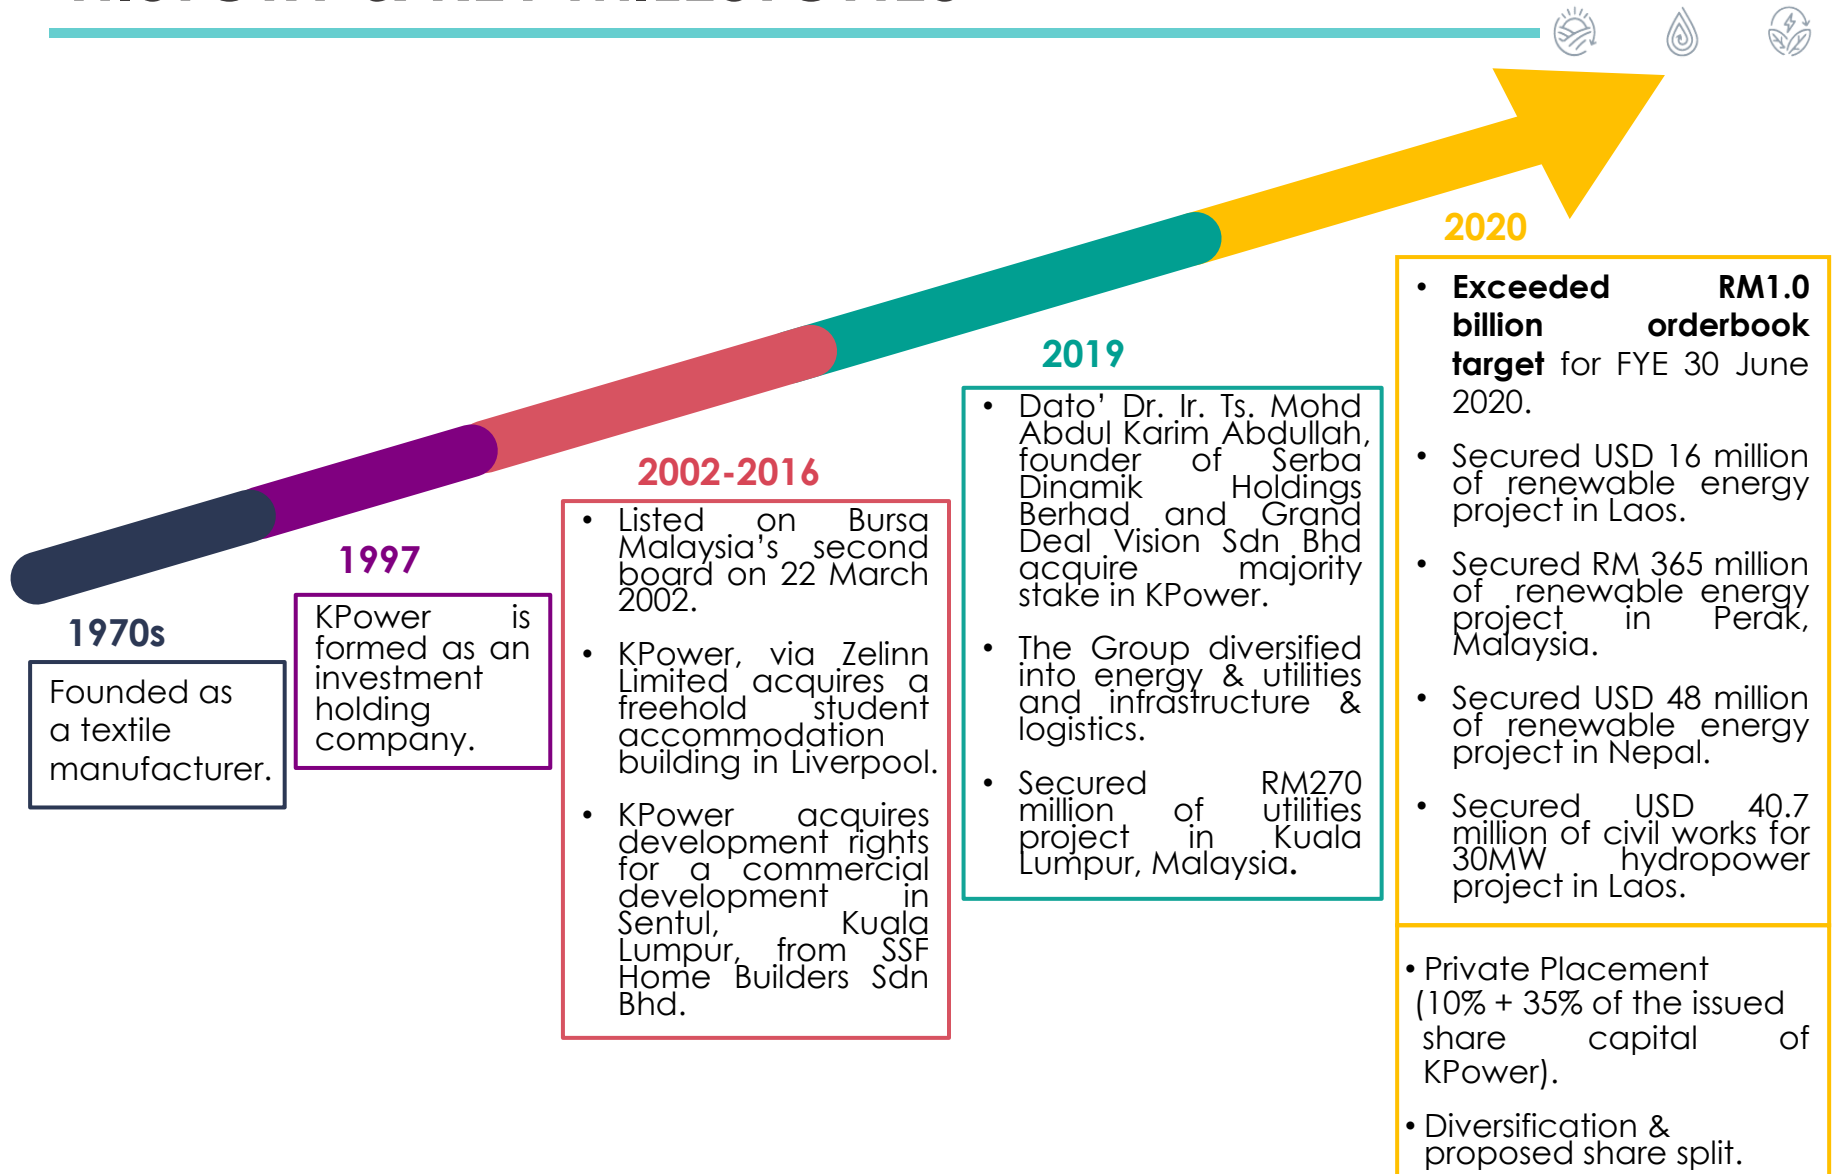 1970s
Founded as
a textile
manufacturer.
1997
KPower is
formed as an
investment
holding
company.
2002-2016
• Listed on Bursa
Malaysia's second
board on 22 March
2002.
• KPower, via Zelinn
Limited acquires a
freehold student
accommodation
building in Liverpool.
• KPower acquires
development rights
for a commercial
development in
Sentul, Kuala
Lumpur, from SSF
Home Builders Sdn
Bhd.
2019
• Dato' Dr. Ir. Ts. Mohd
Abdul Karim Abdullah,
founder of Serba
Dinamik Holdings
Berhad and Grand
Deal Vision Sdn Bhd
acquire majority
stake in KPower.
• The Group diversified
into energy & utilities
and infrastructure &
logistics.
• Secured RM270
million of utilities
project in Kuala
Lumpur, Malaysia.
2020
• Exceeded RM1.0
billion orderbook
target for FYE 30 June
2020.
• Secured USD 16 million
of renewable energy
project in Laos.
• Secured RM 365 million
of renewable energy
project in Perak,
Malaysia.
• Secured USD 48 million
of renewable energy
project in Nepal.
• Secured USD 40.7
million of civil works for
30MW hydropower
project in Laos.
• Private Placement
(10% + 35% of the issued
share capital of
KPower).
• Diversification &
proposed share split.